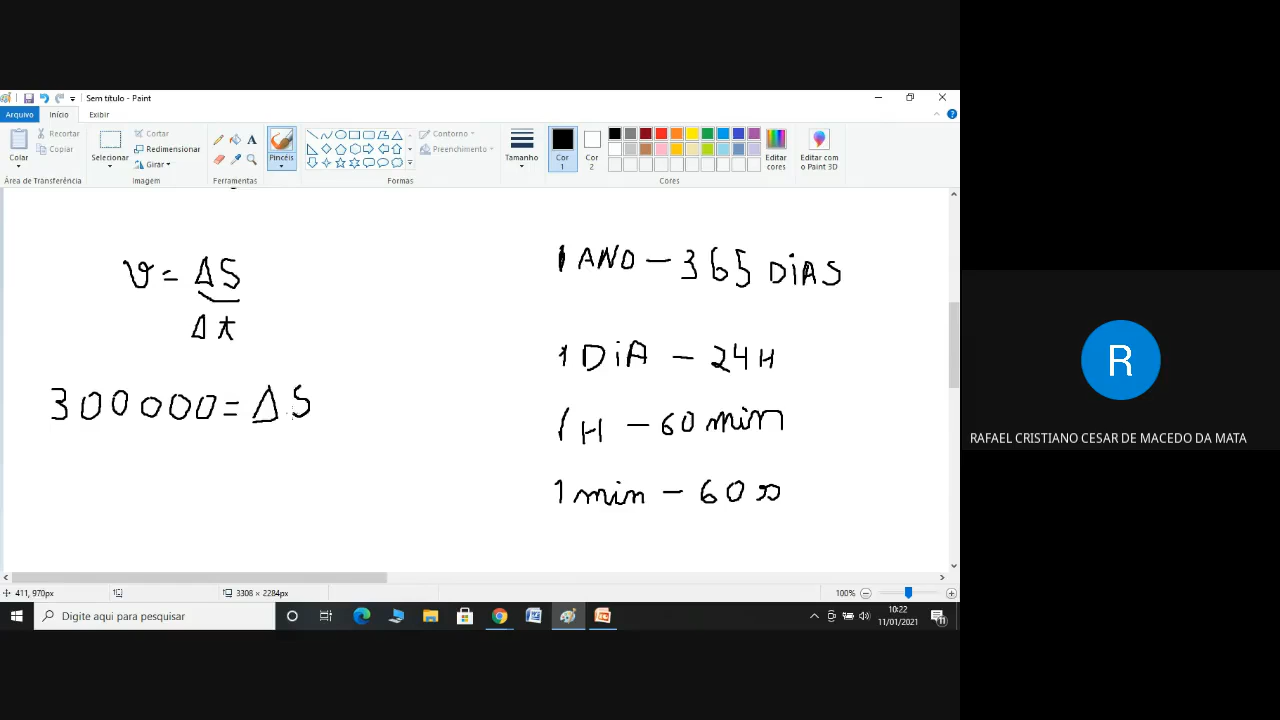 Sem título - Paint
Arquivo Início Exibir
Colar
Recortar
Copiar
Área de Transferência
Selecionar
Cortar
Redimensionar
Girar
Imagem
Ferramentas
Pincéis
Formas
Contorno
Preenchimento
Tamanho
Cor 1
Cor 2
Editar cores
Cores
Editar com o Paint 3D
v = ΔS
Δt
300000 = ΔS
1 ANO - 365 DiAS
1 DiA - 24 H
1 H - 60 min
1 min - 60 s
R
RAFAEL CRISTIANO CESAR DE MACEDO DA MATA
411, 970px
3308 × 2284px
100%
Digite aqui para pesquisar
10:22
11/01/2021